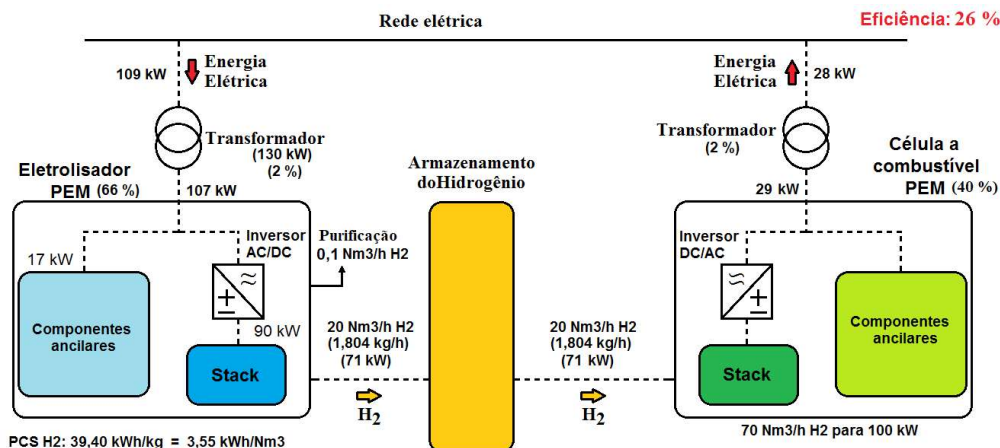 Rede elétrica
Eficiência: 26 %
109 kW
Energia
Elétrica
Energia
Elétrica
28 kW
Transformador
(130 kW)
(2 %)
Transformador
(2 %)
Eletrolisador
PEM (66 %)
107 kW
Armazenamento
doHidrogênio
29 kW
Célula a
combustível
PEM (40 %)
17 kW
Inversor
AC/DC
Purificação
0,1 Nm3/h H2
Inversor
DC/AC
Componentes
ancilares
90 kW
Stack
20 Nm3/h H2
(1,804 kg/h)
(71 kW)
H2
20 Nm3/h H2
(1,804 kg/h)
(71 kW)
H2
Stack
Componentes
ancilares
PCS H2: 39,40 kWh/kg = 3,55 kWh/Nm3
70 Nm3/h H2 para 100 kW